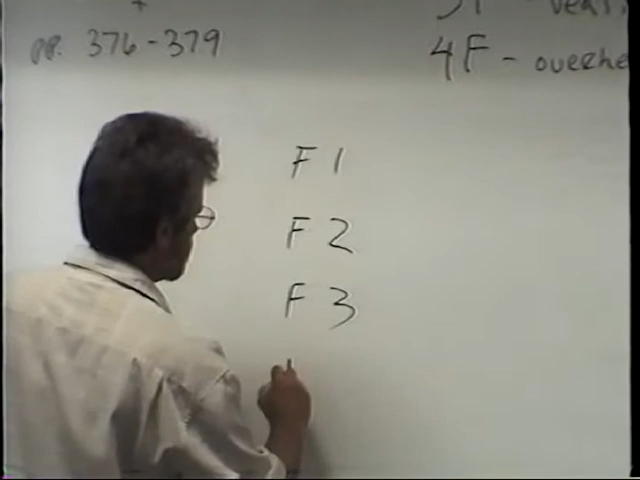 pp. 376-379
4F - overhe
F 1
F 2
F 3